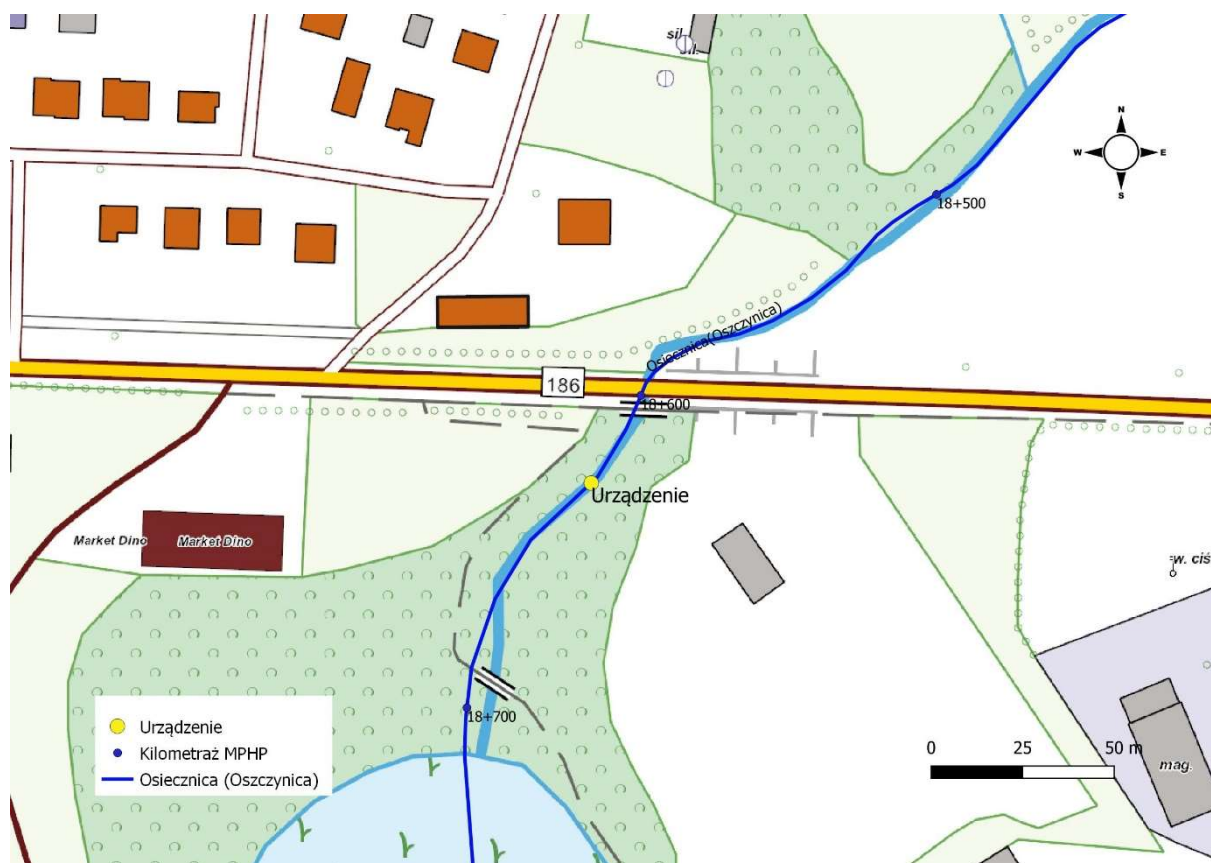 sil.
sil.
N
W E
S
18+500
Osiecznica(Oszczynica)
186
18+600
Urządzenie
Market Dino
Market Dino
w. ciś
18+700
Urządzenie
Kilometraż MPHP
Osiecznica (Oszczynica)
0 25 50 m
mag.